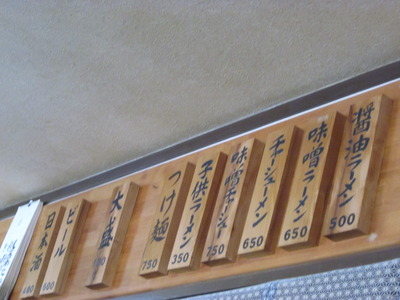 醤油ラーメン
500
味噌ラーメン
650
チャーシューメン
650
味噌チャーシュー
750
子供ラーメン
350
つけ麺
750
大盛
ビール
600
日本酒